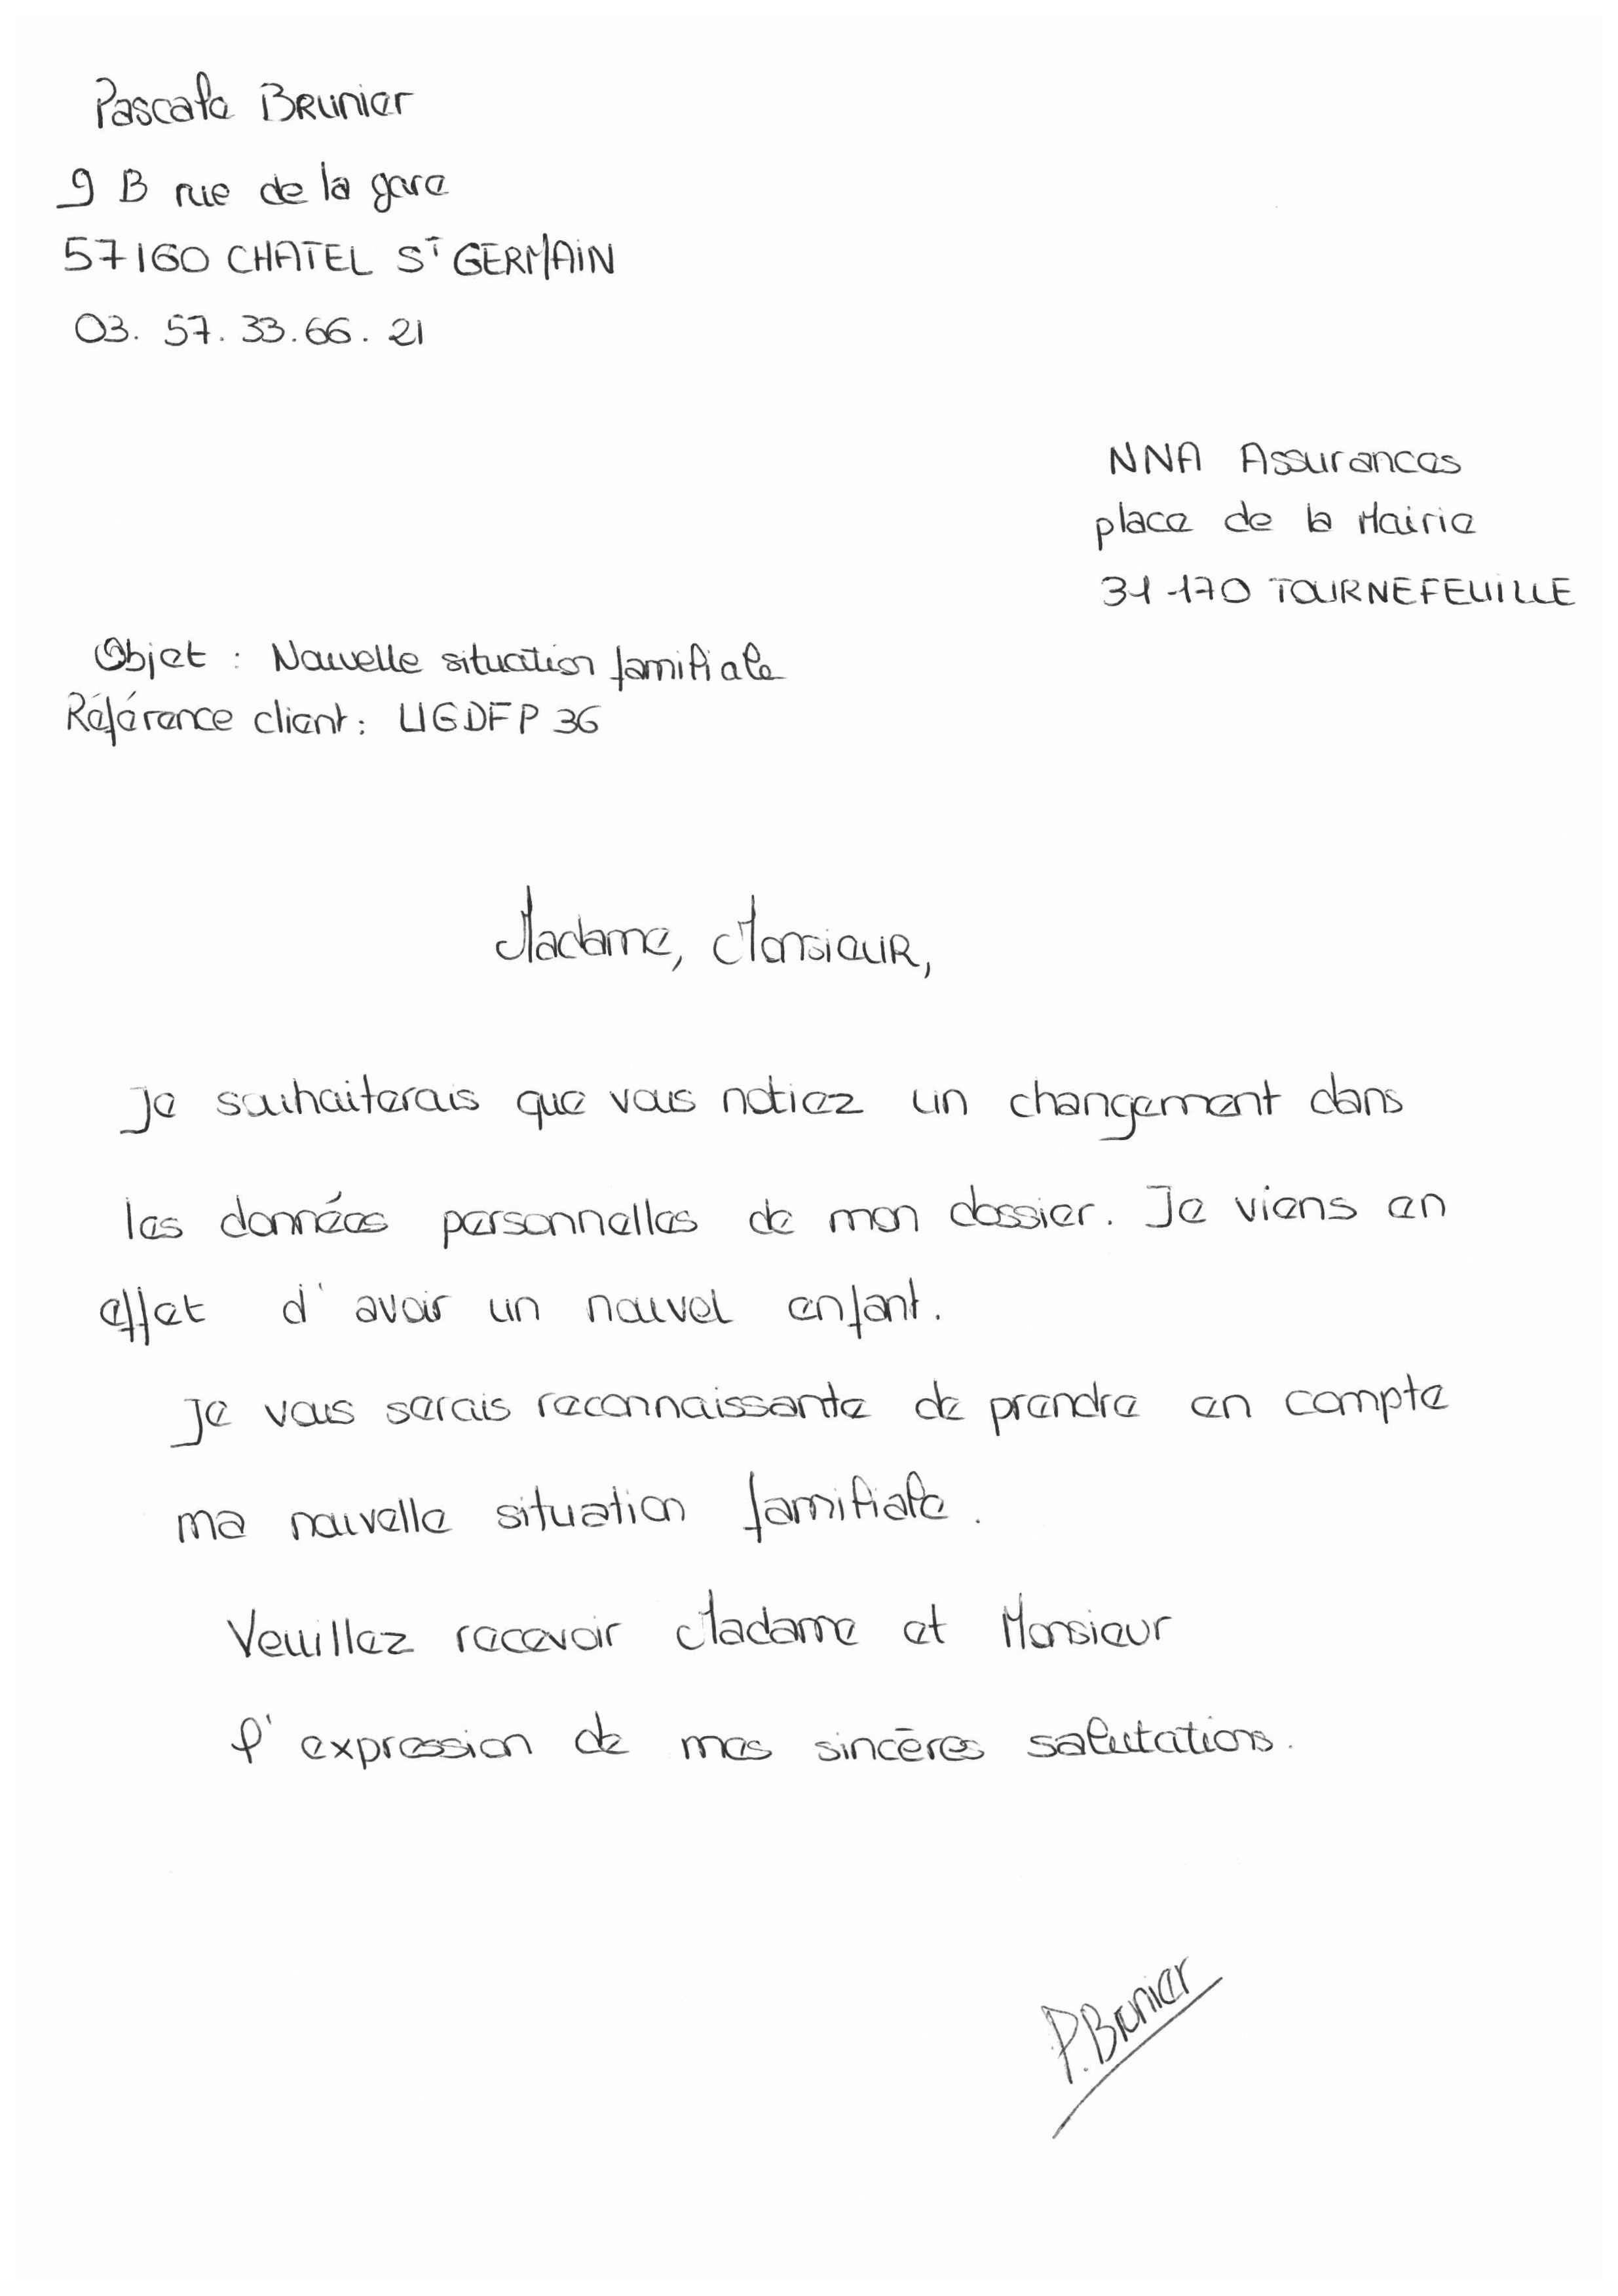 Pascale Brunier
9 B rue de la gare
57160 CHATEL St GERMAIN
03. 57. 33. 66. 21
NNA Assurances
place de la Mairie
31170 TOURNEFEUILLE
Objet : Nouvelle situation familiale
Référence client : UGDFP 36
Madame, Monsieur,
Je souhaiterais que vous notiez un changement dans
les données personnelles de mon dossier. Je viens en
effet d'avoir un nouvel enfant.
Je vous serais reconnaissante de prendre en compte
ma nouvelle situation familiale.
Veuillez recevoir Madame et Monsieur
l'expression de mes sincères salutations.
P. Brunier